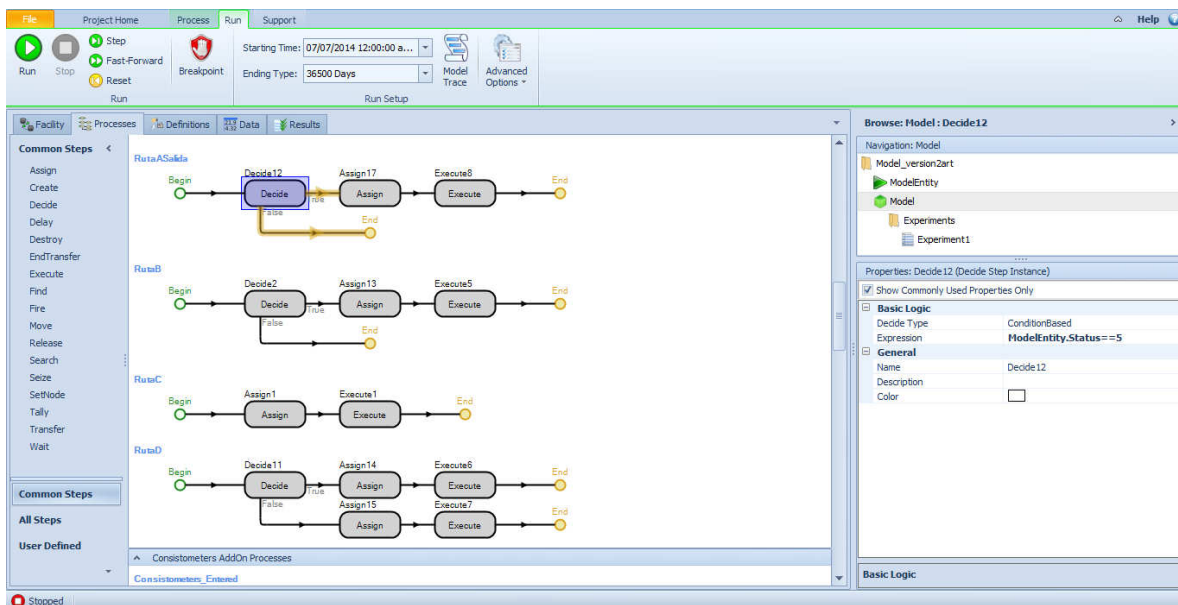 File Project Home Process Run Support Help
Run
Stop
Step
Fast-Forward
Reset
Run
Breakpoint
Starting Time: 07/07/2014 12:00:00 a...
Ending Type: 36500 Days
Run Setup
Model Trace
Advanced Options
Facility Processes Definitions Data Results
Common Steps
Assign
Create
Decide
Delay
Destroy
EndTransfer
Execute
Find
Fire
Move
Release
Search
Seize
SetNode
Tally
Transfer
Wait
Common Steps
All Steps
User Defined
RutaASalida
Begin Decide12 Assign17 Execute8 End
Decide True Assign Execute
False End
RutaB
Begin Decide2 Assign13 Execute5 End
Decide True Assign Execute
False End
RutaC
Begin Assign1 Execute1 End
Assign Execute
RutaD
Begin Decide11 Assign14 Execute6 End
Decide True Assign Execute
False Assign15 Execute7 End
Assign Execute
Consistometers AddOn Processes
Consistometers_Entered
Browse: Model : Decide12
Navigation: Model
Model_version2art
ModelEntity
Model
Experiments
Experiment1
Properties: Decide12 (Decide Step Instance)
Show Commonly Used Properties Only
Basic Logic
Decide Type ConditionBased
Expression ModelEntity.Status==5
General
Name Decide12
Description
Color
Basic Logic
Stopped